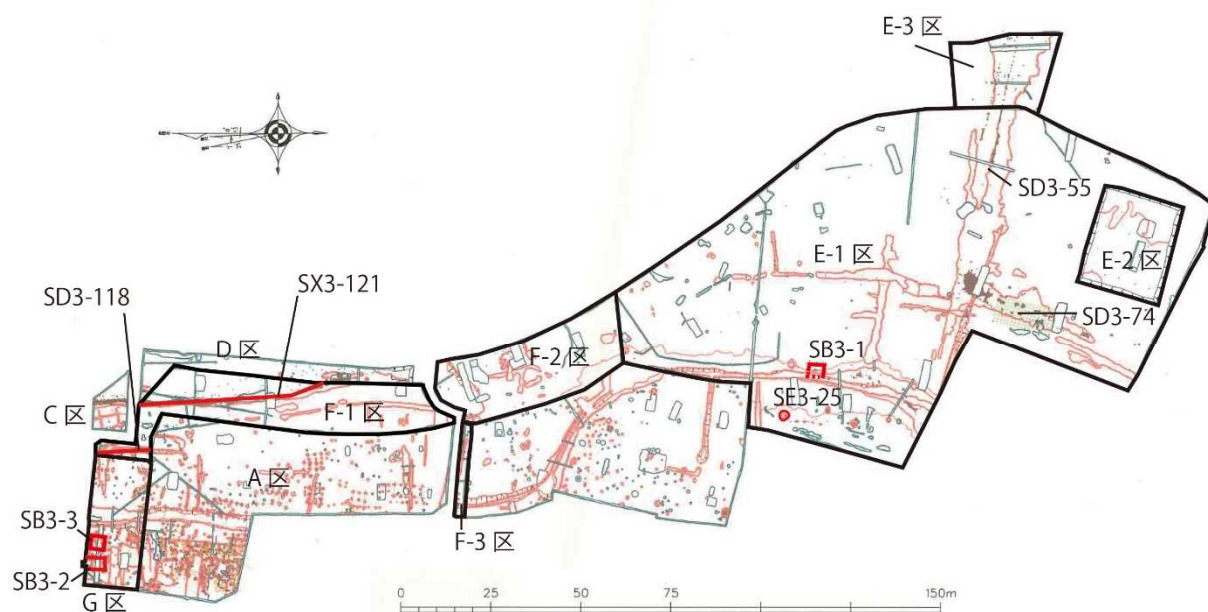 E-3 区
SD3-55
E-1 区
E-2 区
SD3-118
SX3-121
SD3-74
D 区
F-2 区
SB3-1
C 区
F-1 区
SE3-25
A 区
SB3-3
F-3 区
SB3-2
G 区
0 25 50 75 150m